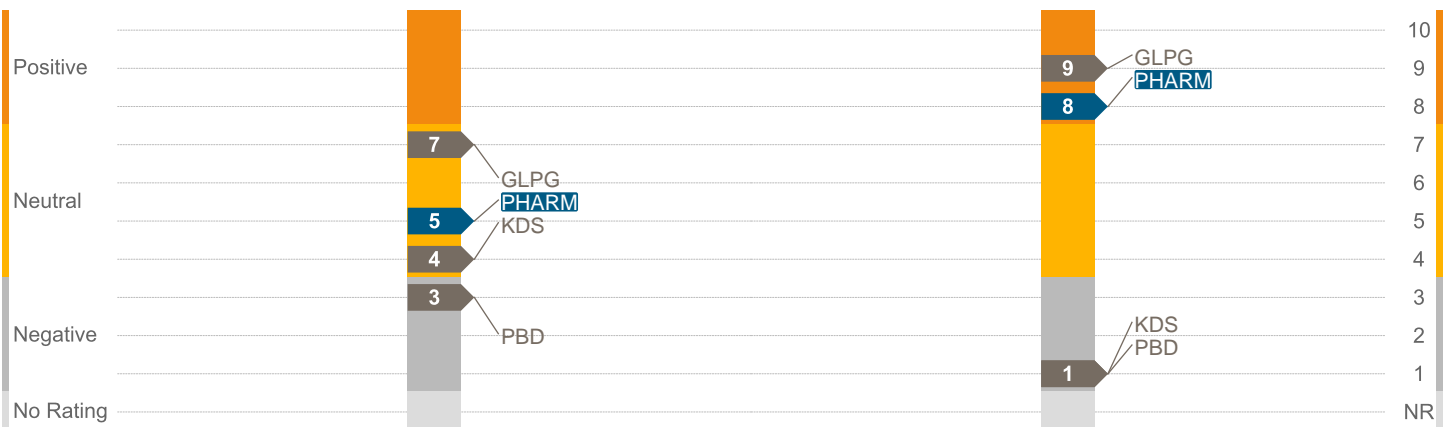 Positive
Neutral
Negative
No Rating
7
5
4
3
GLPG
PHARM
KDS
PBD
9
8
1
GLPG
PHARM
KDS
PBD
10
9
8
7
6
5
4
3
2
1
NR